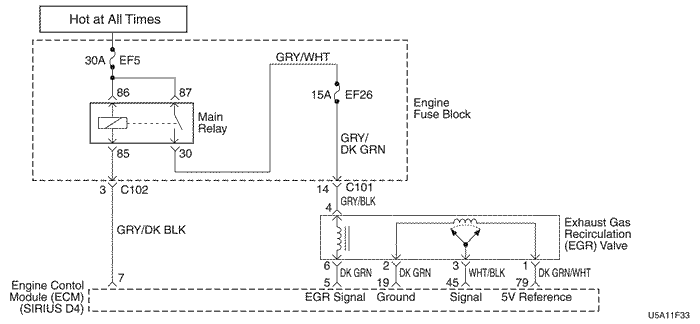 Hot at All Times
30A EF5
GRY/WHT
86 87
15A EF26
Main
Relay
Engine
Fuse Block
GRY/
DK GRN
85 30
3 C102
14 C101
GRY/BLK
4
GRY/DK BLK
Exhaust Gas
Recirculation
(EGR) Valve
6 DK GRN 2 DK GRN 3 WHT/BLK 1 DK GRN/WHT
7 5 19 45 79
Engine Contol
Module (ECM)
(SIRIUS D4)
EGR Signal Ground Signal 5V Reference
U5A11F33